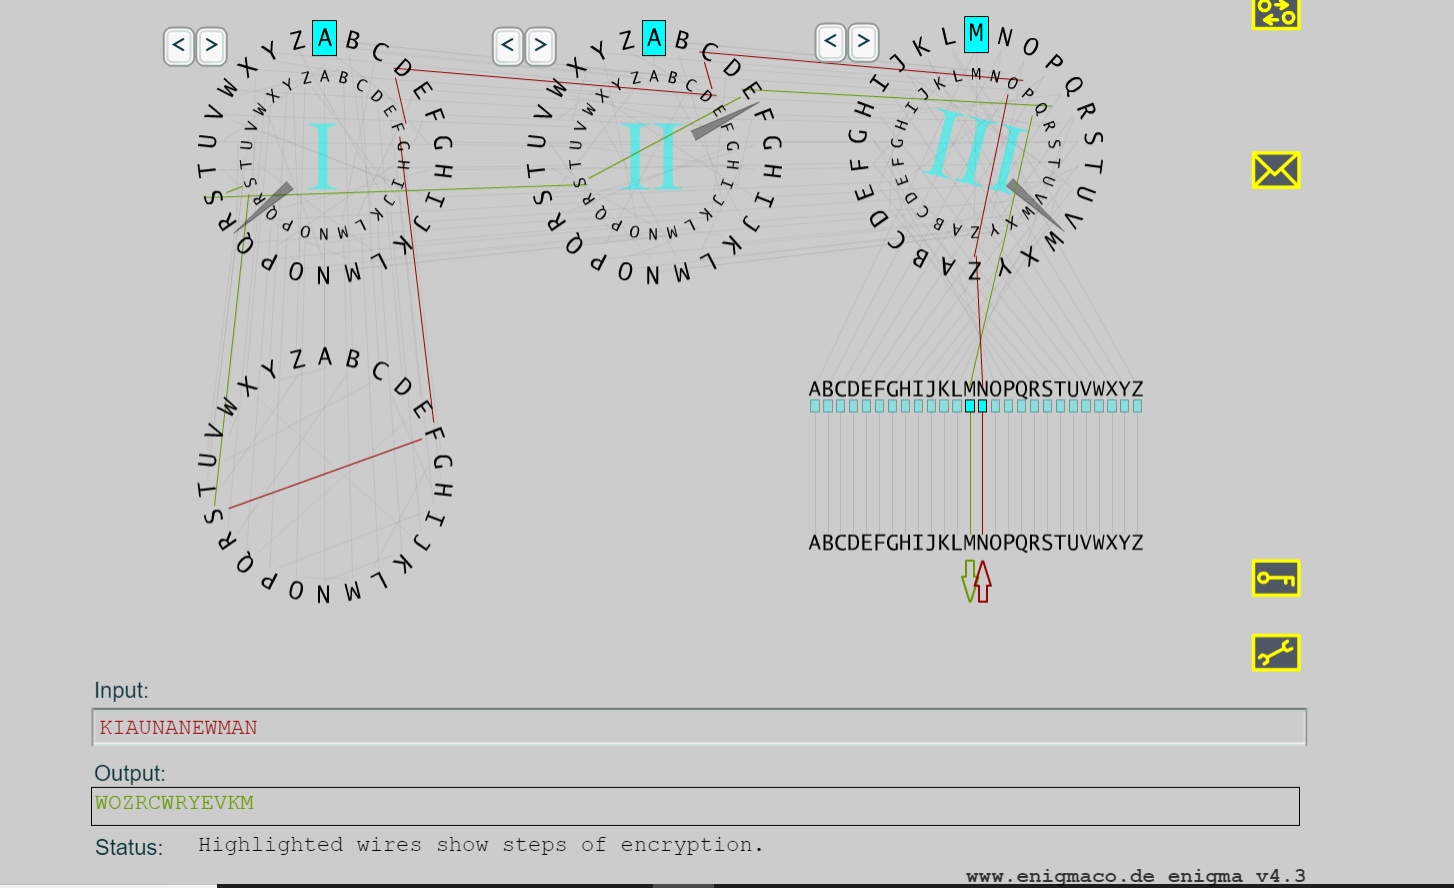 < >
< >
< >
A B C D E F G H I J K L M N O P Q R S T U V W X Y Z
A B C D E F G H I J K L M N O P Q R S T U V W X Y Z
I
A B C D E F G H I J K L M N O P Q R S T U V W X Y Z
A B C D E F G H I J K L M N O P Q R S T U V W X Y Z
II
M N O P Q R S T U V W X Y Z A B C D E F G H I J K L
M N O P Q R S T U V W X Y Z A B C D E F G H I J K L
III
A B C D E F G H I J K L M N O P Q R S T U V W X Y Z
ABCDEFGHIJKLMNOPQRSTUVWXYZ
ABCDEFGHIJKLMNOPQRSTUVWXYZ
Input:
KIAUNANEWMAN
Output:
WOZRCWRYEVKM
Status: Highlighted wires show steps of encryption.
www.enigmaco.de enigma v4.3